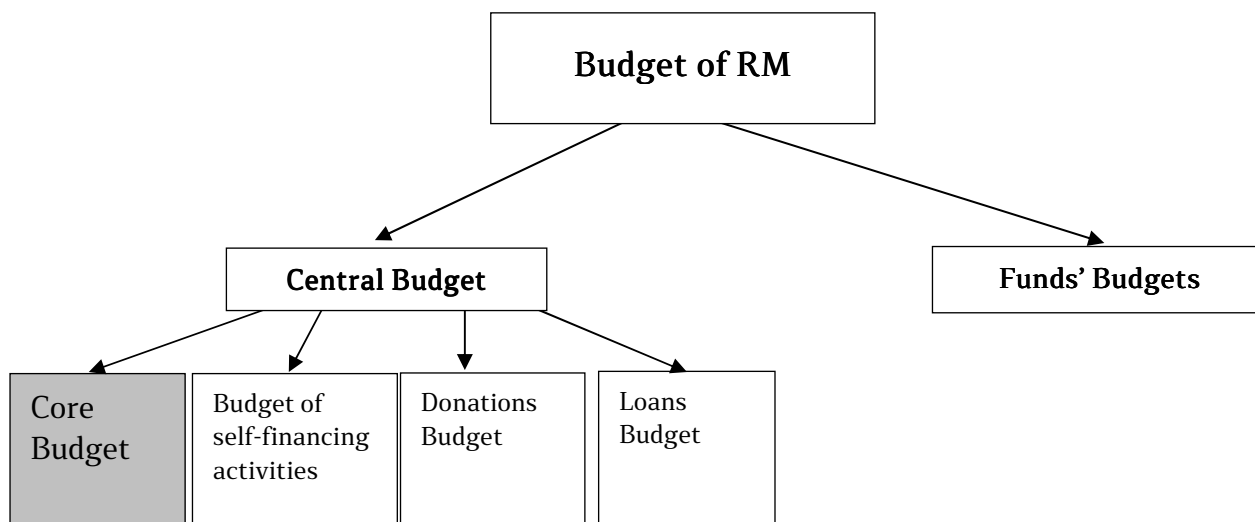 Budget of RM
Central Budget
Funds’ Budgets
Core
Budget
Budget of
self-financing
activities
Donations
Budget
Loans
Budget